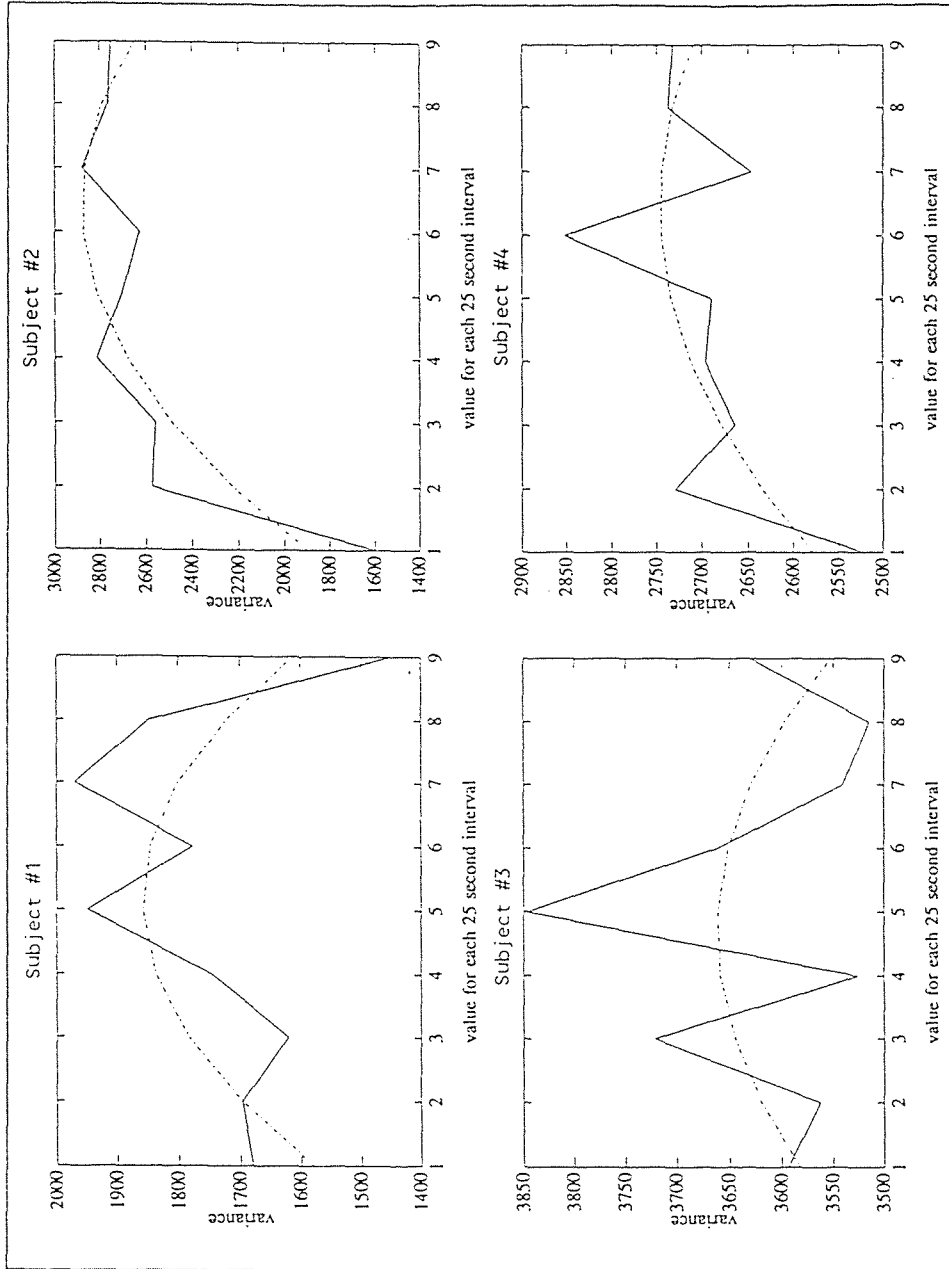 Subject #1
2000
1900
1800
1700
1600
1500
1400
variance
1 2 3 4 5 6 7 8 9
value for each 25 second interval
Subject #2
3000
2800
2600
2400
2200
2000
1800
1600
1400
variance
1 2 3 4 5 6 7 8 9
value for each 25 second interval
Subject #3
3850
3800
3750
3700
3650
3600
3550
3500
variance
1 2 3 4 5 6 7 8 9
value for each 25 second interval
Subject #4
2900
2850
2800
2750
2700
2650
2600
2550
2500
variance
1 2 3 4 5 6 7 8 9
value for each 25 second interval